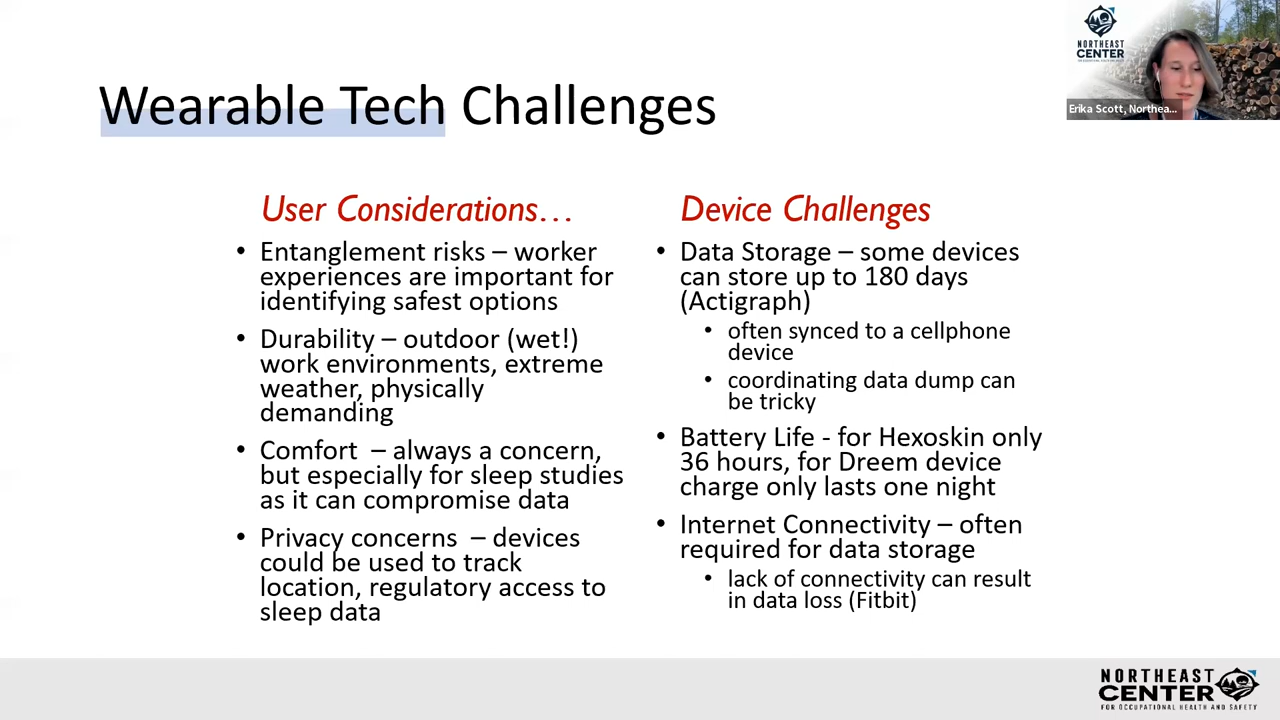 Wearable Tech Challenges
User Considerations…
• Entanglement risks – worker
experiences are important for
identifying safest options
• Durability – outdoor (wet!)
work environments, extreme
weather, physically
demanding
• Comfort – always a concern,
but especially for sleep studies
as it can compromise data
• Privacy concerns – devices
could be used to track
location, regulatory access to
sleep data
Device Challenges
• Data Storage – some devices
can store up to 180 days
(Actigraph)
• often synced to a cellphone
device
• coordinating data dump can
be tricky
• Battery Life - for Hexoskin only
36 hours, for Dreem device
charge only lasts one night
• Internet Connectivity – often
required for data storage
• lack of connectivity can result
in data loss (Fitbit)
NORTHEAST
CENTER
Erika Scott, Northea...
NORTHEAST
CENTER
FOR OCCUPATIONAL HEALTH AND SAFETY